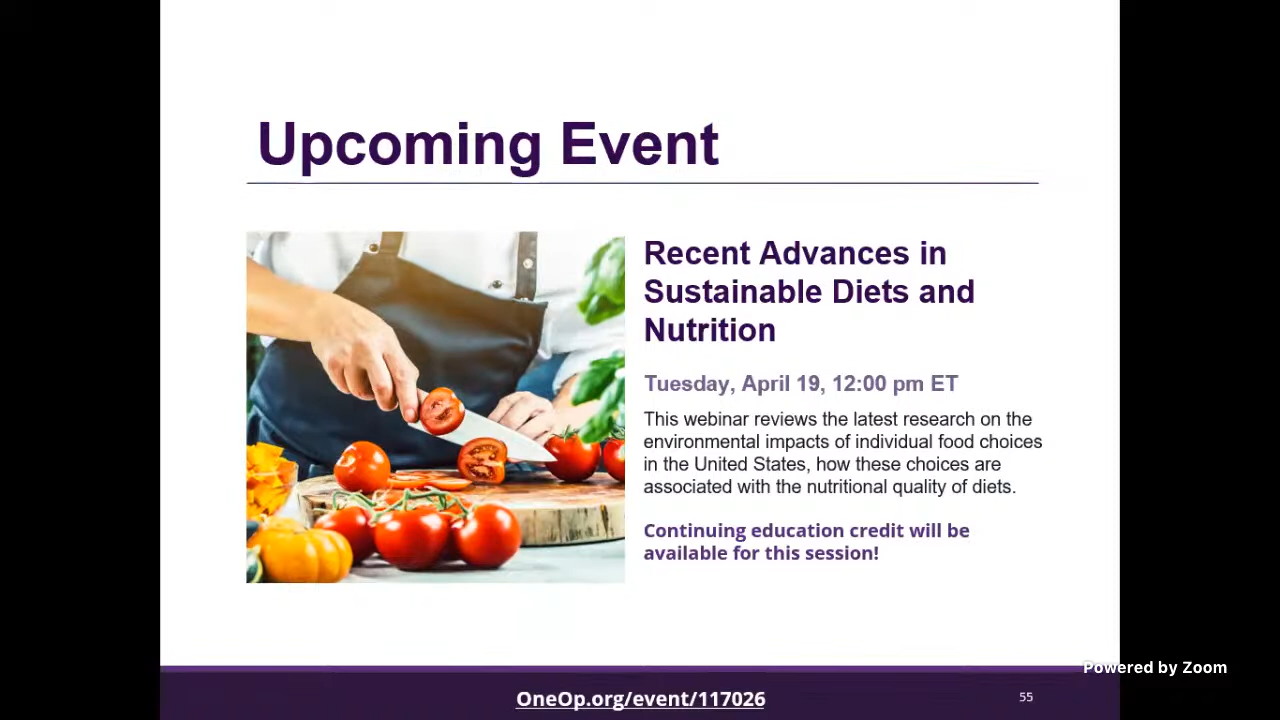 Upcoming Event
Recent Advances in
Sustainable Diets and
Nutrition
Tuesday, April 19, 12:00 pm ET
This webinar reviews the latest research on the
environmental impacts of individual food choices
in the United States, how these choices are
associated with the nutritional quality of diets.
Continuing education credit will be
available for this session!
Powered by Zoom
OneOp.org/event/117026
55